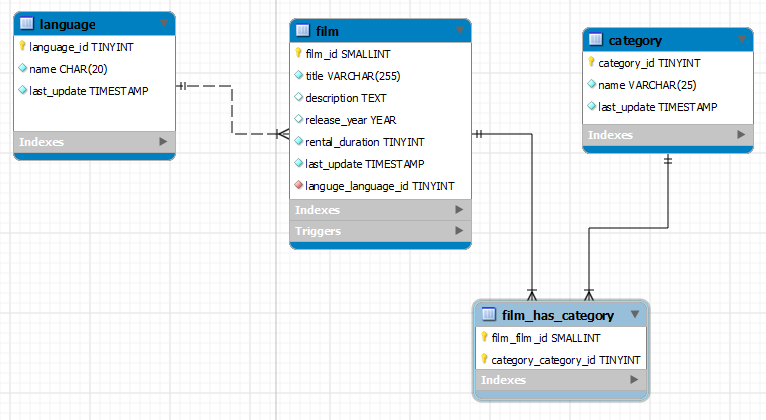 language
language_id TINYINT
name CHAR(20)
last_update TIMESTAMP
Indexes
film
film_id SMALLINT
title VARCHAR(255)
description TEXT
release_year YEAR
rental_duration TINYINT
last_update TIMESTAMP
languge_language_id TINYINT
Indexes
Triggers
category
category_id TINYINT
name VARCHAR(25)
last_update TIMESTAMP
Indexes
film_has_category
film_film_id SMALLINT
category_category_id TINYINT
Indexes